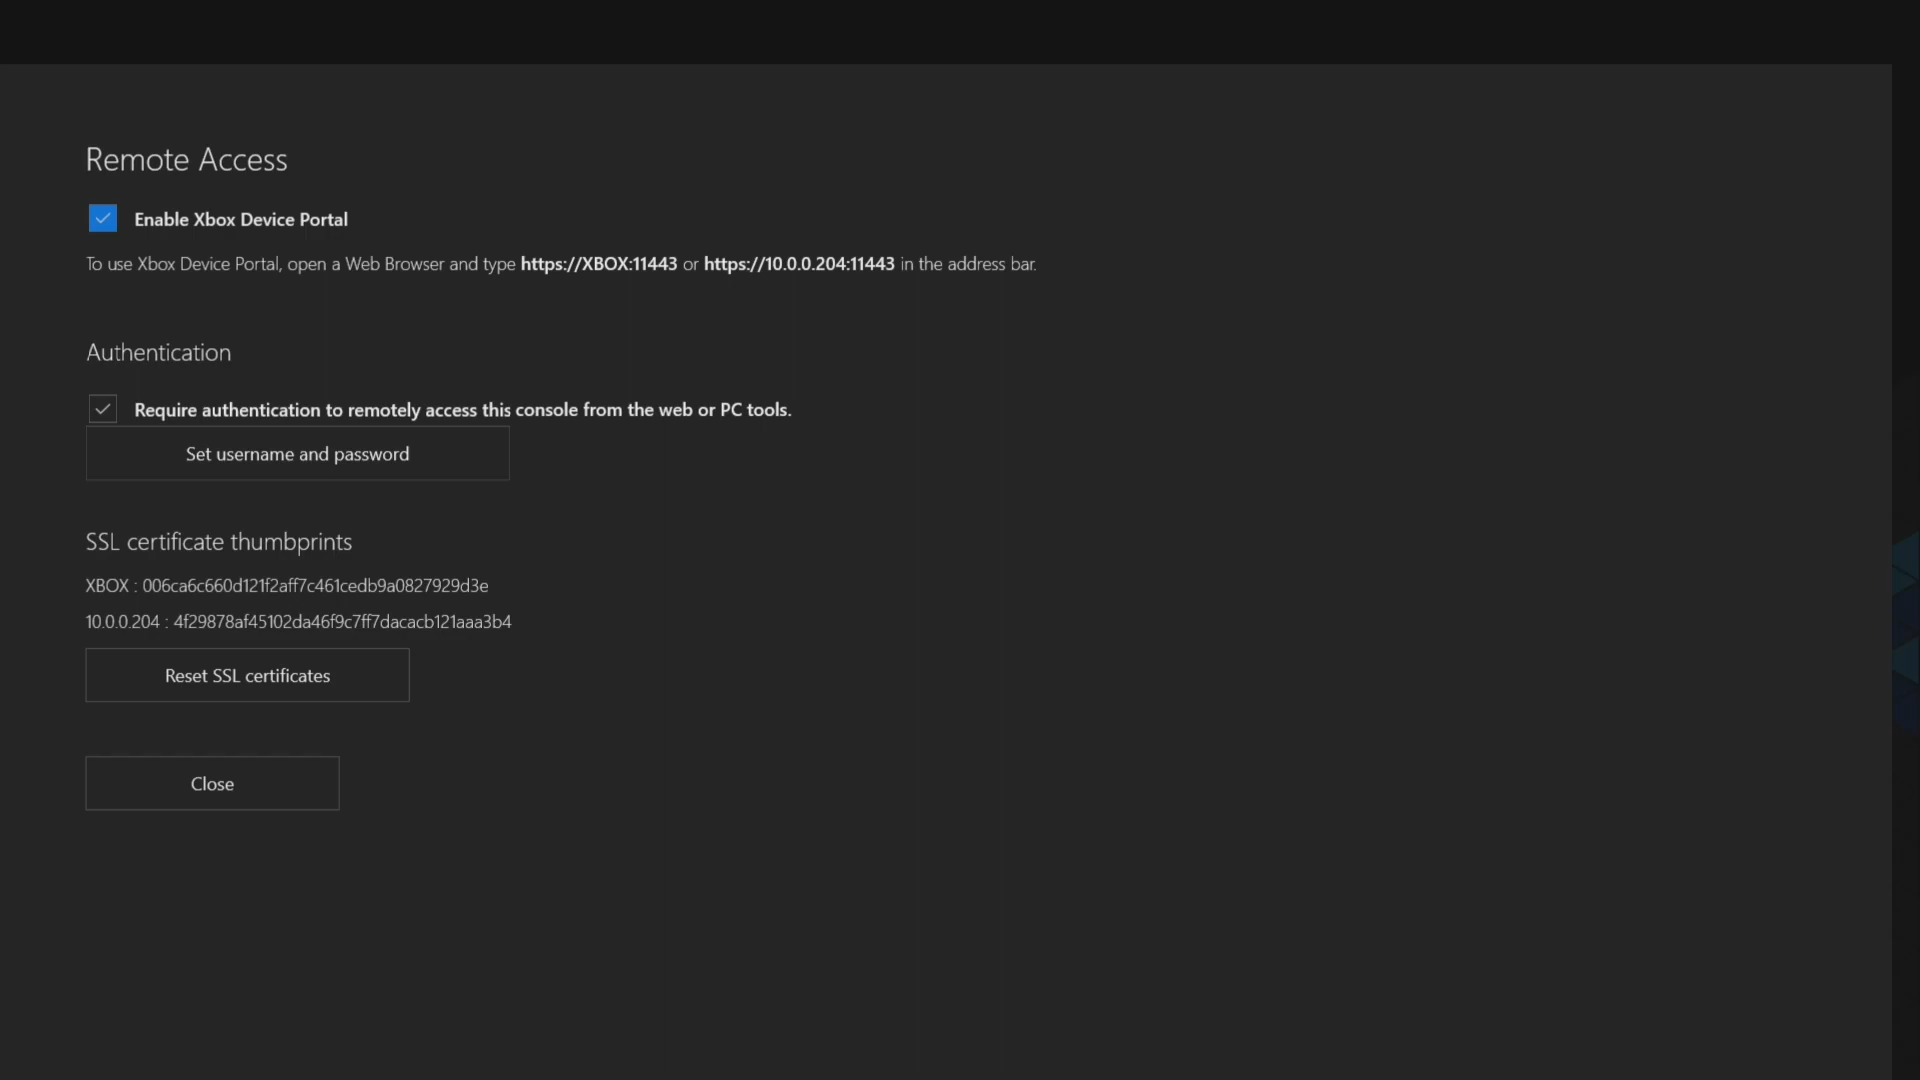 Remote Access
Enable Xbox Device Portal
To use Xbox Device Portal, open a Web Browser and type https://XBOX:11443 or https://10.0.0.204:11443 in the address bar.
Authentication
Require authentication to remotely access this console from the web or PC tools.
Set username and password
SSL certificate thumbprints
XBOX : 006ca6c660d121f2aff7c461cedb9a0827929d3e
10.0.0.204 : 4f29878af45102da46f9c7ff7dacacb121aaa3b4
Reset SSL certificates
Close